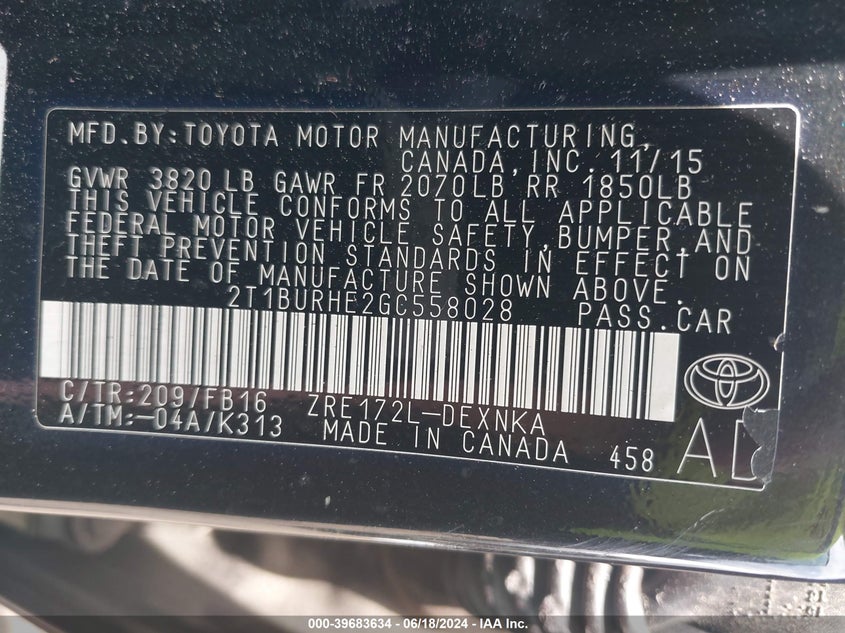 MFD.BY:TOYOTA MOTOR MANUFACTURING,
CANADA,INC. 11/15
GVWR 3820 LB GAWR FR 2070LB RR 1850LB
THIS VEHICLE CONFORMS TO ALL APPLICABLE
FEDERAL MOTOR VEHICLE SAFETY,BUMPER,AND
THEFT PREVENTION STANDARDS IN EFFECT ON
THE DATE OF MANUFACTURE SHOWN ABOVE.
2T1BURHE2GC558028 PASS.CAR
C/TR:209/FB16 ZRE172L-DEXNKA
A/TM:-04A/K313 MADE IN CANADA 458
000-39683634 - 06/18/2024 - IAA Inc.